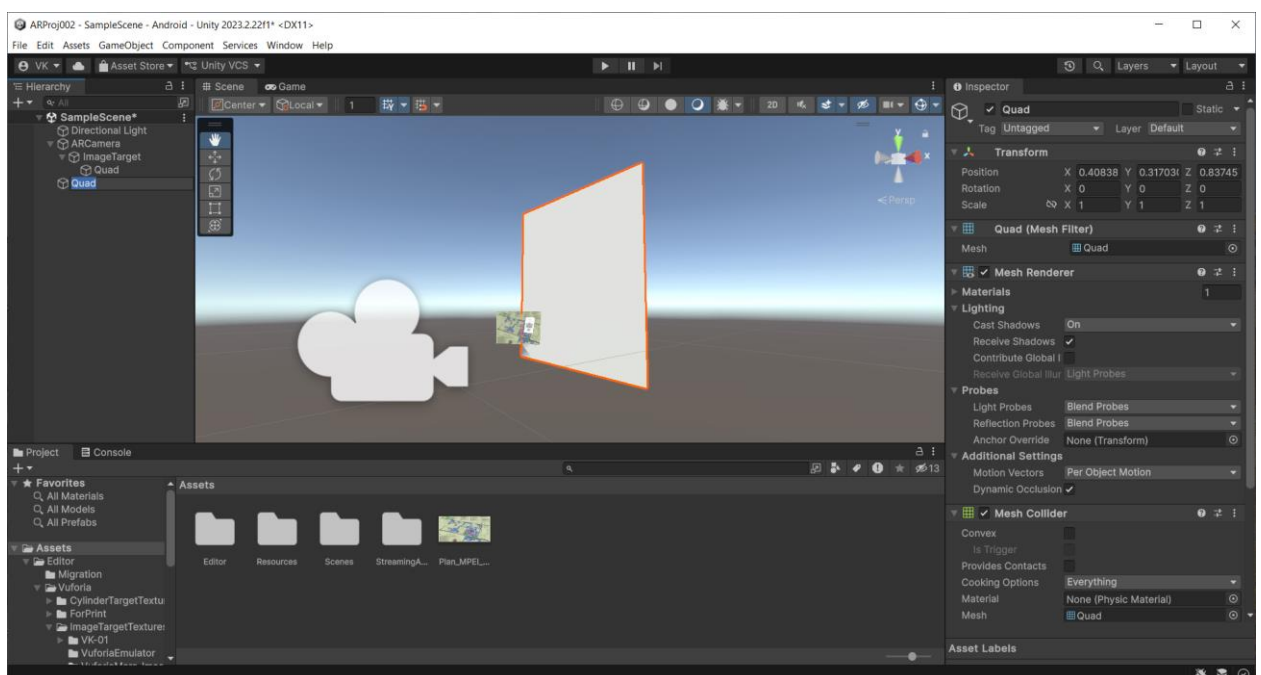 ARProj002 - SampleScene - Android - Unity 2023.2.22f1* <DX11>
File Edit Assets GameObject Component Services Window Help
VK Asset Store Unity VCS Layers Layout
Hierarchy Scene Game Inspector
All Center Local 1 2D Quad Static
SampleScene* Tag Untagged Layer Default
Directional Light
ARCamera Transform
ImageTarget Position X 0.40838 Y 0.31703( Z 0.83745
Quad Rotation X 0 Y 0 Z 0
Quad Scale X 1 Y 1 Z 1
y x
Persp
Quad (Mesh Filter)
Mesh Quad
Mesh Renderer
Materials 1
Lighting
Cast Shadows On
Receive Shadows
Contribute Global I
Receive Global Illur Light Probes
Probes
Light Probes Blend Probes
Reflection Probes Blend Probes
Anchor Override None (Transform)
Additional Settings
Motion Vectors Per Object Motion
Dynamic Occlusion
Mesh Collider
Convex
Is Trigger
Provides Contacts
Cooking Options Everything
Material None (Physic Material)
Mesh Quad
Asset Labels
Project Console
13
Favorites Assets
All Materials
All Models
All Prefabs
Assets
Editor
Migration
Vuforia
CylinderTargetTextu
ForPrint
ImageTargetTextures
VK-01
VuforiaEmulator
Editor Resources Scenes StreamingA... Plan_MPEI_...